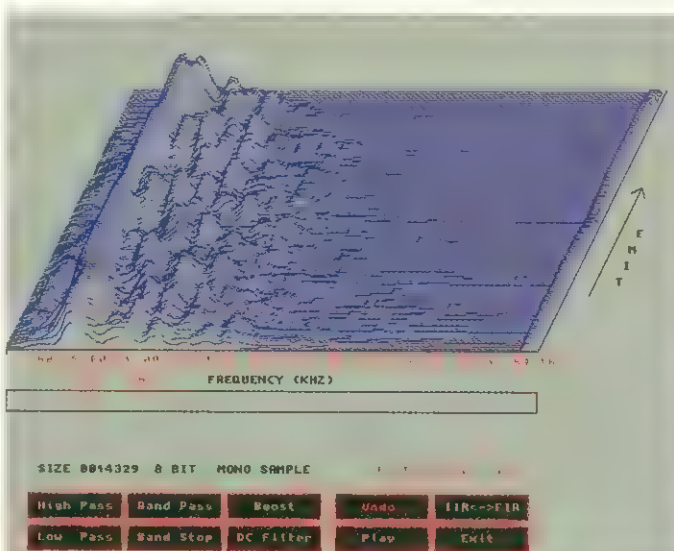 E
M
I
T
FREQUENCY (KHZ)
SIZE 0014329 8 BIT MONO SAMPLE
High Pass Band Pass Boost Undo IIR<->FIR
Low Pass Band Stop DC Filter Play Exit